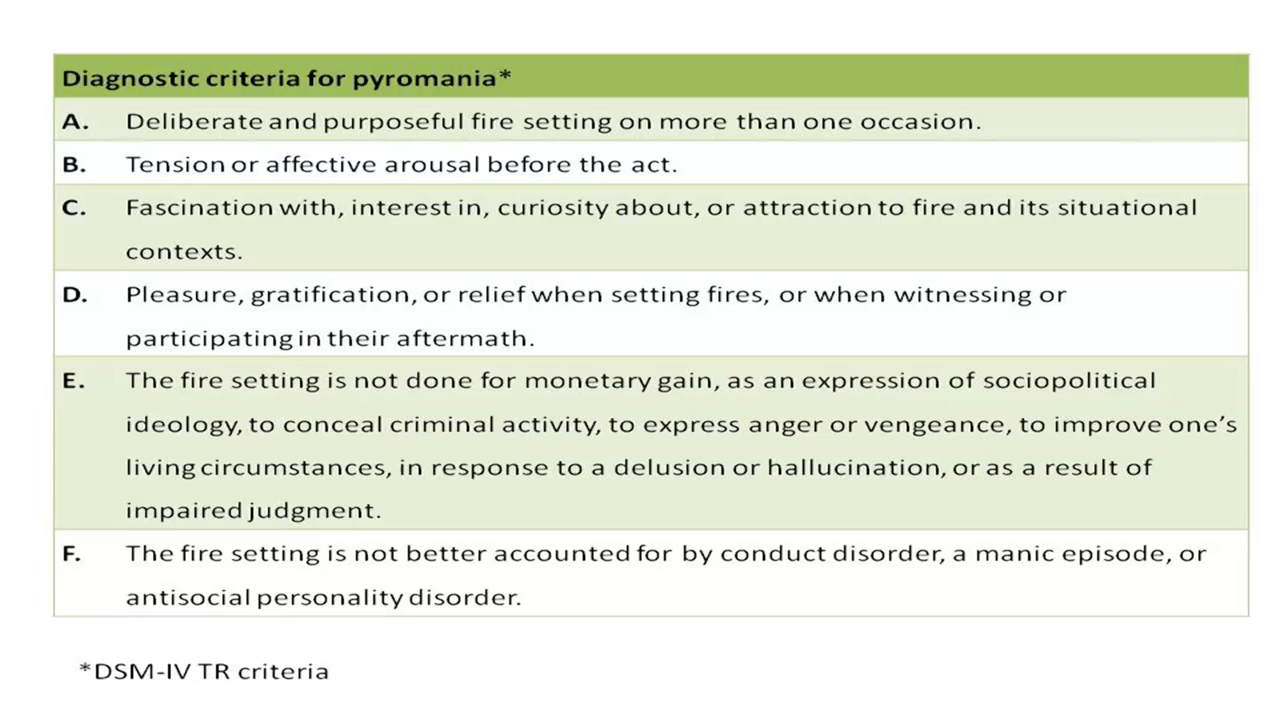 Diagnostic criteria for pyromania*
A. Deliberate and purposeful fire setting on more than one occasion.
B. Tension or affective arousal before the act.
C. Fascination with, interest in, curiosity about, or attraction to fire and its situational
contexts.
D. Pleasure, gratification, or relief when setting fires, or when witnessing or
participating in their aftermath.
E. The fire setting is not done for monetary gain, as an expression of sociopolitical
ideology, to conceal criminal activity, to express anger or vengeance, to improve one’s
living circumstances, in response to a delusion or hallucination, or as a result of
impaired judgment.
F. The fire setting is not better accounted for by conduct disorder, a manic episode, or
antisocial personality disorder.
*DSM-IV TR criteria